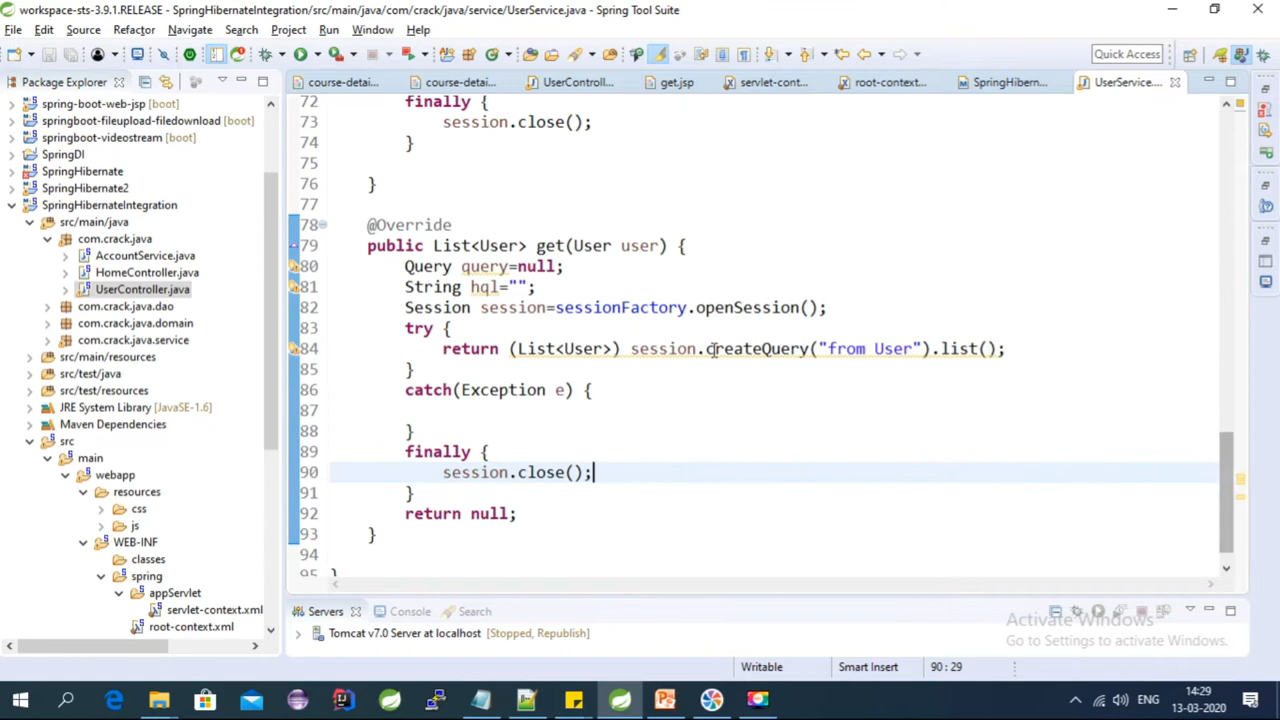 workspace-sts-3.9.1.RELEASE - SpringHibernateIntegration/src/main/java/com/crack/java/service/UserService.java - Spring Tool Suite
File Edit Source Refactor Navigate Search Project Run Window Help
Quick Access
Package Explorer
course-detai...
course-detai...
UserControll...
get.jsp
servlet-cont...
root-context...
SpringHibern...
UserService....
spring-boot-web-jsp [boot]
springboot-fileupload-filedownload [boot]
springboot-videostream [boot]
SpringDI
SpringHibernate
SpringHibernate2
SpringHibernateIntegration
src/main/java
com.crack.java
AccountService.java
HomeController.java
UserController.java
com.crack.java.dao
com.crack.java.domain
com.crack.java.service
src/main/resources
src/test/java
src/test/resources
JRE System Library [JavaSE-1.6]
Maven Dependencies
src
main
webapp
resources
css
js
WEB-INF
classes
spring
appServlet
servlet-context.xml
root-context.xml
72 finally {
73 session.close();
74 }
75
76 }
77
78 @Override
79 public List<User> get(User user) {
80 Query query=null;
81 String hql="";
82 Session session=sessionFactory.openSession();
83 try {
84 return (List<User>) session.createQuery("from User").list();
85 }
86 catch(Exception e) {
87
88 }
89 finally {
90 session.close();
91 }
92 return null;
93 }
94
95 }
Servers
Console
Search
Tomcat v7.0 Server at localhost [Stopped, Republish]
Activate Windows
Go to Settings to activate Windows.
Writable
Smart Insert
90 : 29
ENG
14:29
13-03-2020